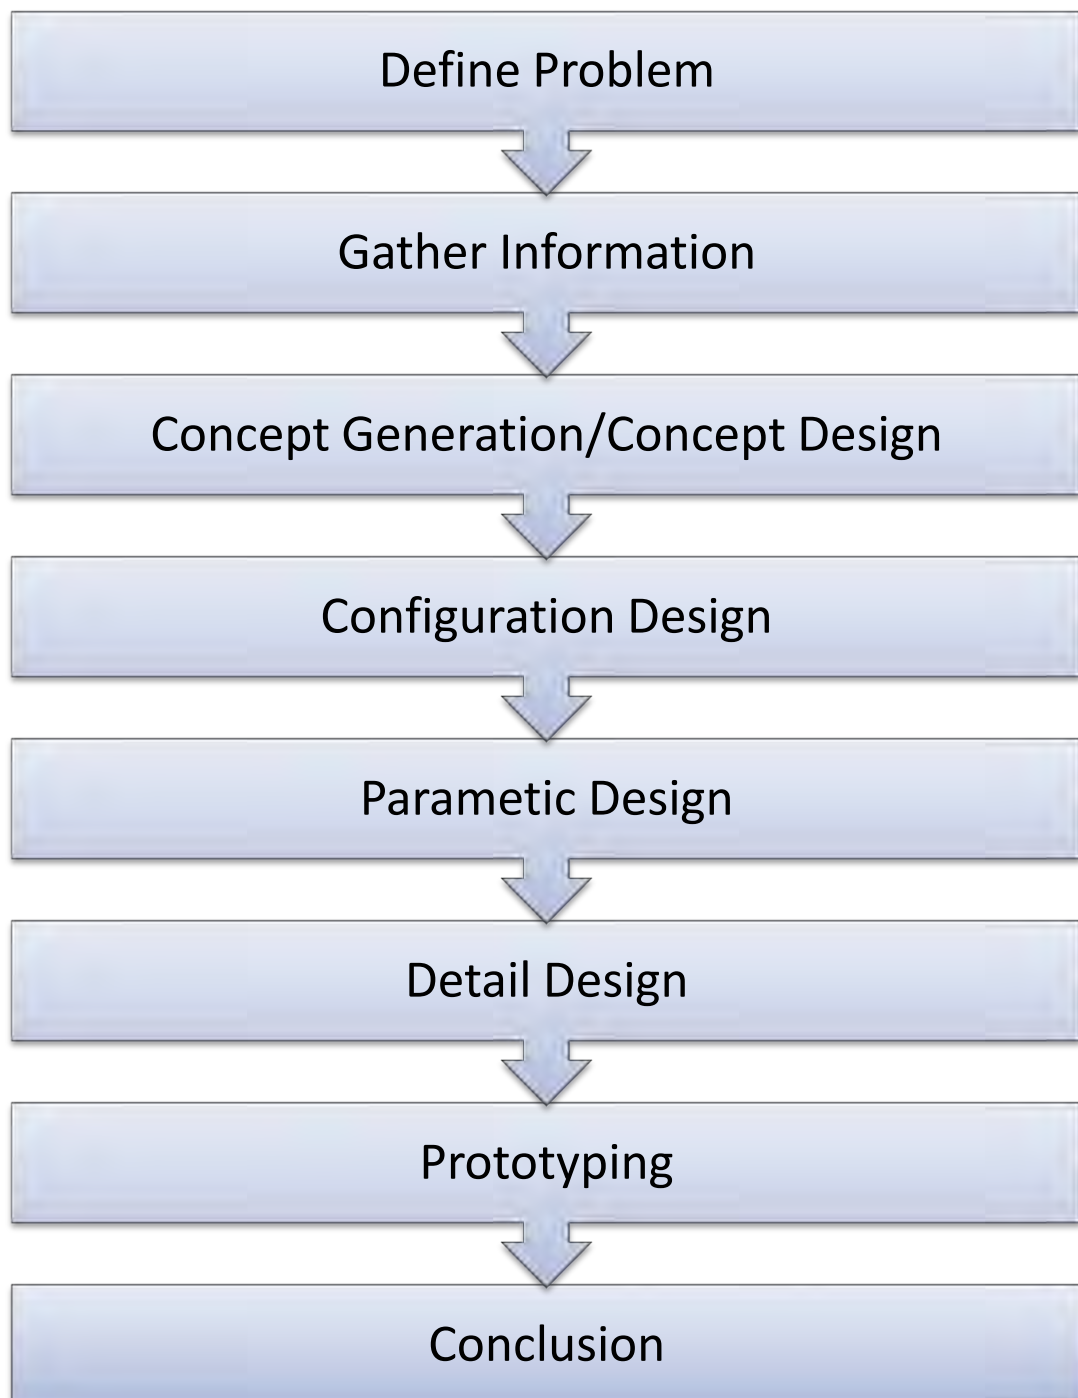 Define Problem
Gather Information
Concept Generation/Concept Design
Configuration Design
Parametic Design
Detail Design
Prototyping
Conclusion